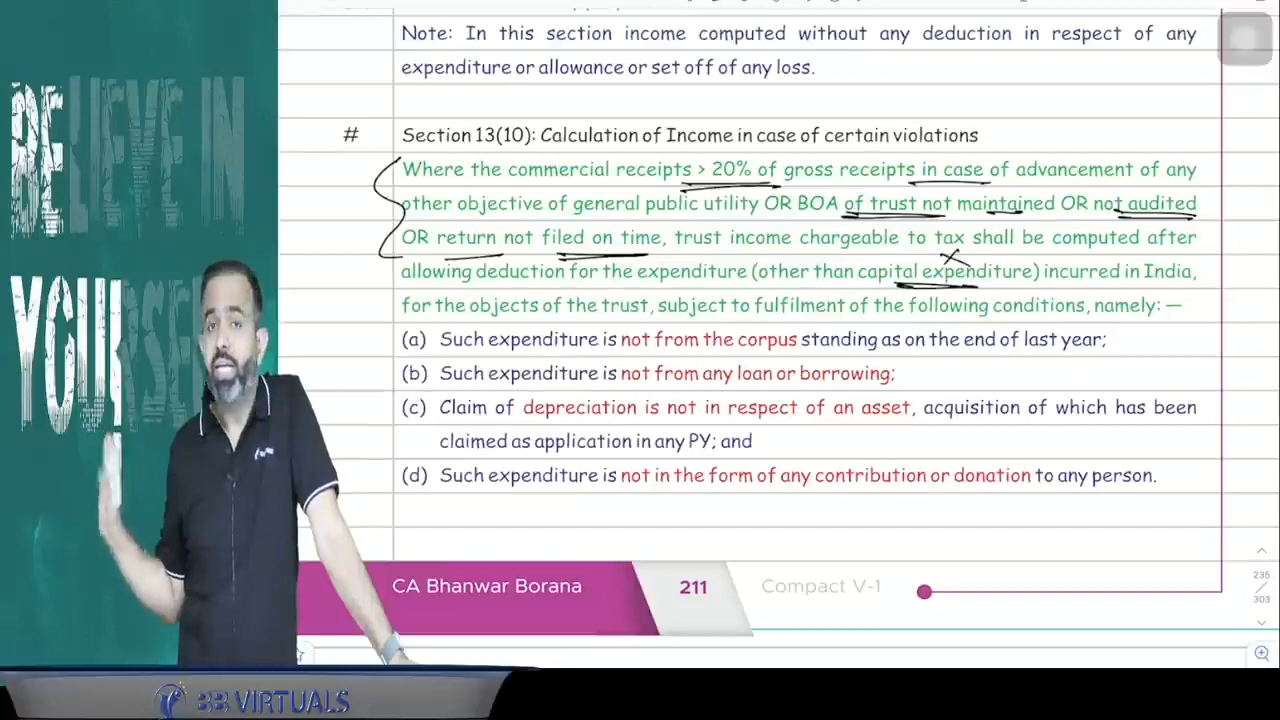 BELIEVE IN
YOURSE
Note: In this section income computed without any deduction in respect of any
expenditure or allowance or set off of any loss.
# Section 13(10): Calculation of Income in case of certain violations
Where the commercial receipts > 20% of gross receipts in case of advancement of any
other objective of general public utility OR BOA of trust not maintained OR not audited
OR return not filed on time, trust income chargeable to tax shall be computed after
allowing deduction for the expenditure (other than capital expenditure) incurred in India,
for the objects of the trust, subject to fulfilment of the following conditions, namely: —
(a) Such expenditure is not from the corpus standing as on the end of last year;
(b) Such expenditure is not from any loan or borrowing;
(c) Claim of depreciation is not in respect of an asset, acquisition of which has been
claimed as application in any PY; and
(d) Such expenditure is not in the form of any contribution or donation to any person.
CA Bhanwar Borana 211 Compact V-1
235
/
303
BB VIRTUALS